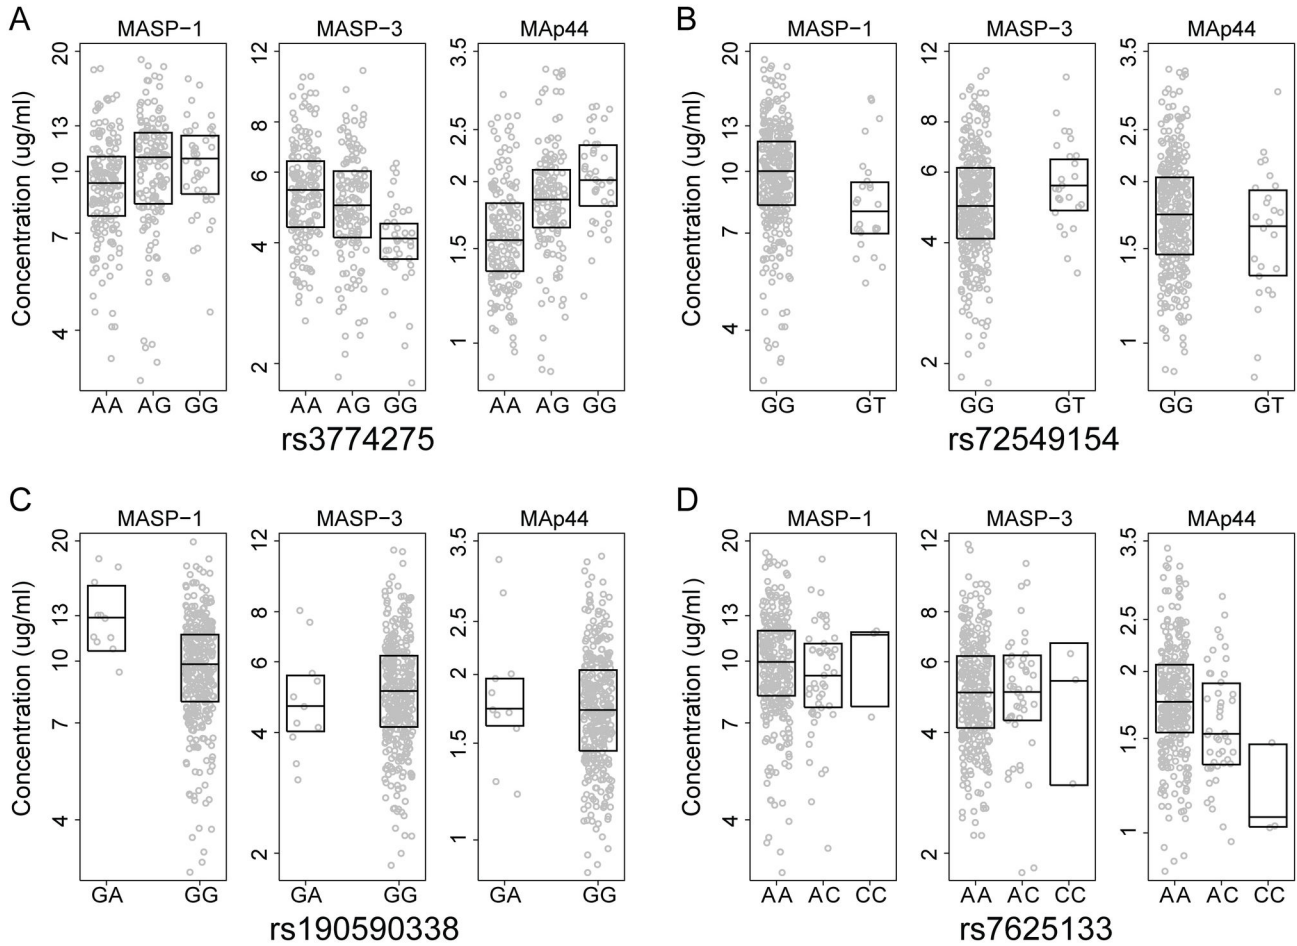 A
MASP−1
MASP−3
MAp44
Concentration (ug/ml)
20
13
10
7
4
12
8
6
4
2
3.5
2.5
2
1.5
1
AA AG GG
AA AG GG
AA AG GG
rs3774275
B
MASP−1
MASP−3
MAp44
Concentration (ug/ml)
20
13
10
7
4
12
8
6
4
2
3.5
2.5
2
1.5
1
GG GT
GG GT
GG GT
rs72549154
C
MASP−1
MASP−3
MAp44
Concentration (ug/ml)
20
13
10
7
4
12
8
6
4
2
3.5
2.5
2
1.5
1
GA GG
GA GG
GA GG
rs190590338
D
MASP−1
MASP−3
MAp44
Concentration (ug/ml)
20
13
10
7
4
12
8
6
4
2
3.5
2.5
2
1.5
1
AA AC CC
AA AC CC
AA AC CC
rs7625133